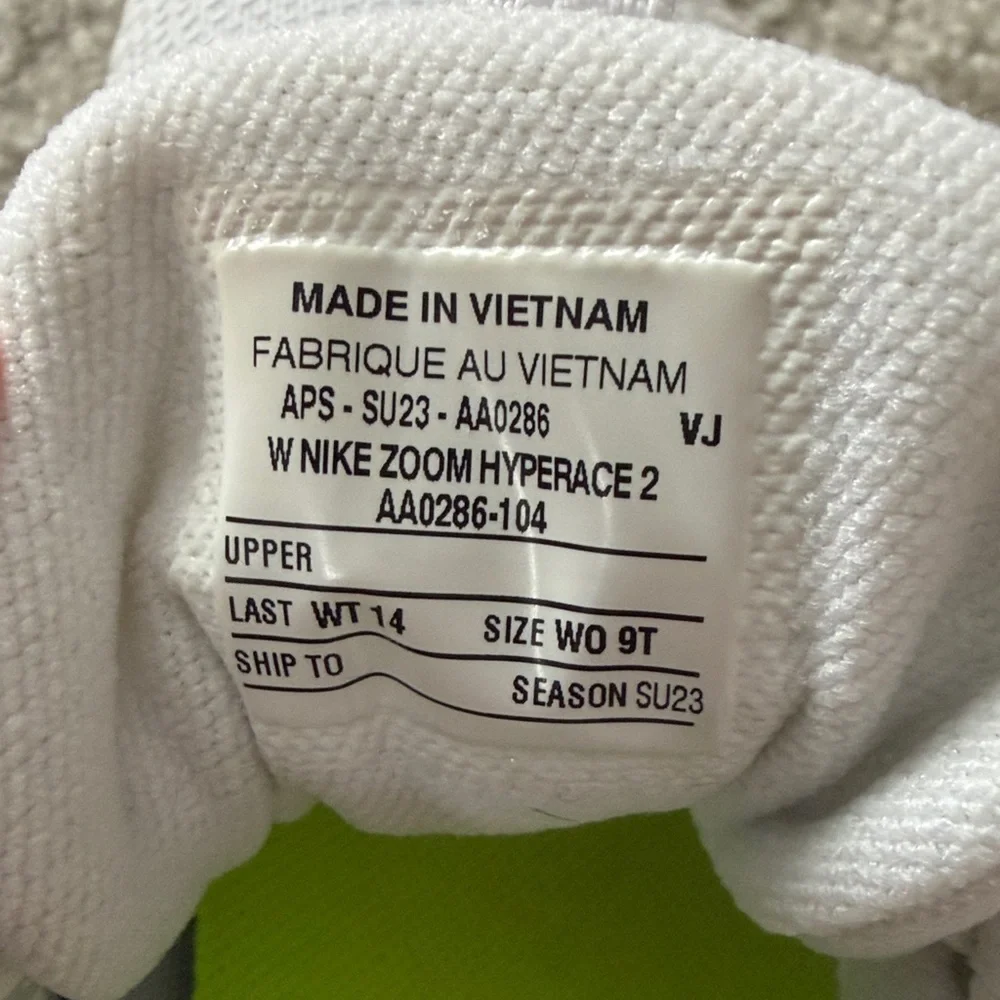 MADE IN VIETNAM
FABRIQUE AU VIETNAM
APS - SU23 - AA0286 VJ
W NIKE ZOOM HYPERACE 2
AA0286-104
UPPER
LAST WT 14 SIZE WO 9T
SHIP TO
SEASON SU23